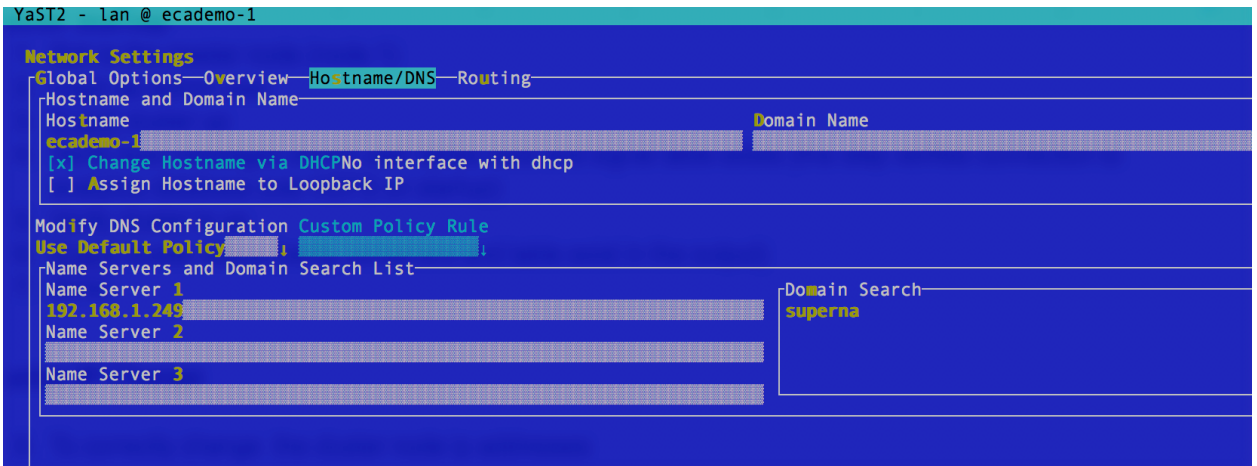 YaST2 - lan @ ecademo-1
Network Settings
Global Options Overview Hostname/DNS Routing
Hostname and Domain Name
Hostname Domain Name
ecademo-1
[x] Change Hostname via DHCPNo interface with dhcp
[ ] Assign Hostname to Loopback IP
Modify DNS Configuration Custom Policy Rule
Use Default Policy↓ ↓
Name Servers and Domain Search List
Name Server 1 Domain Search
192.168.1.249 superna
Name Server 2
Name Server 3